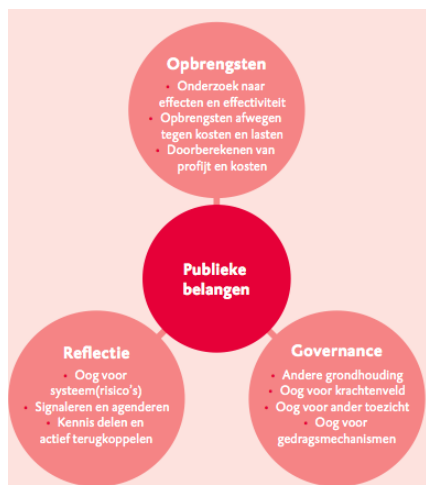 Opbrengsten
• Onderzoek naar
effecten en effectiviteit
• Opbrengsten afwegen
tegen kosten en lasten
• Doorberekenen van
profijt en kosten
Publieke
belangen
Reflectie
• Oog voor
systeem(risico's)
• Signaleren en agenderen
• Kennis delen en
actief terugkoppelen
Governance
• Andere grondhouding
• Oog voor krachtenveld
• Oog voor ander toezicht
• Oog voor
gedragsmechanismen